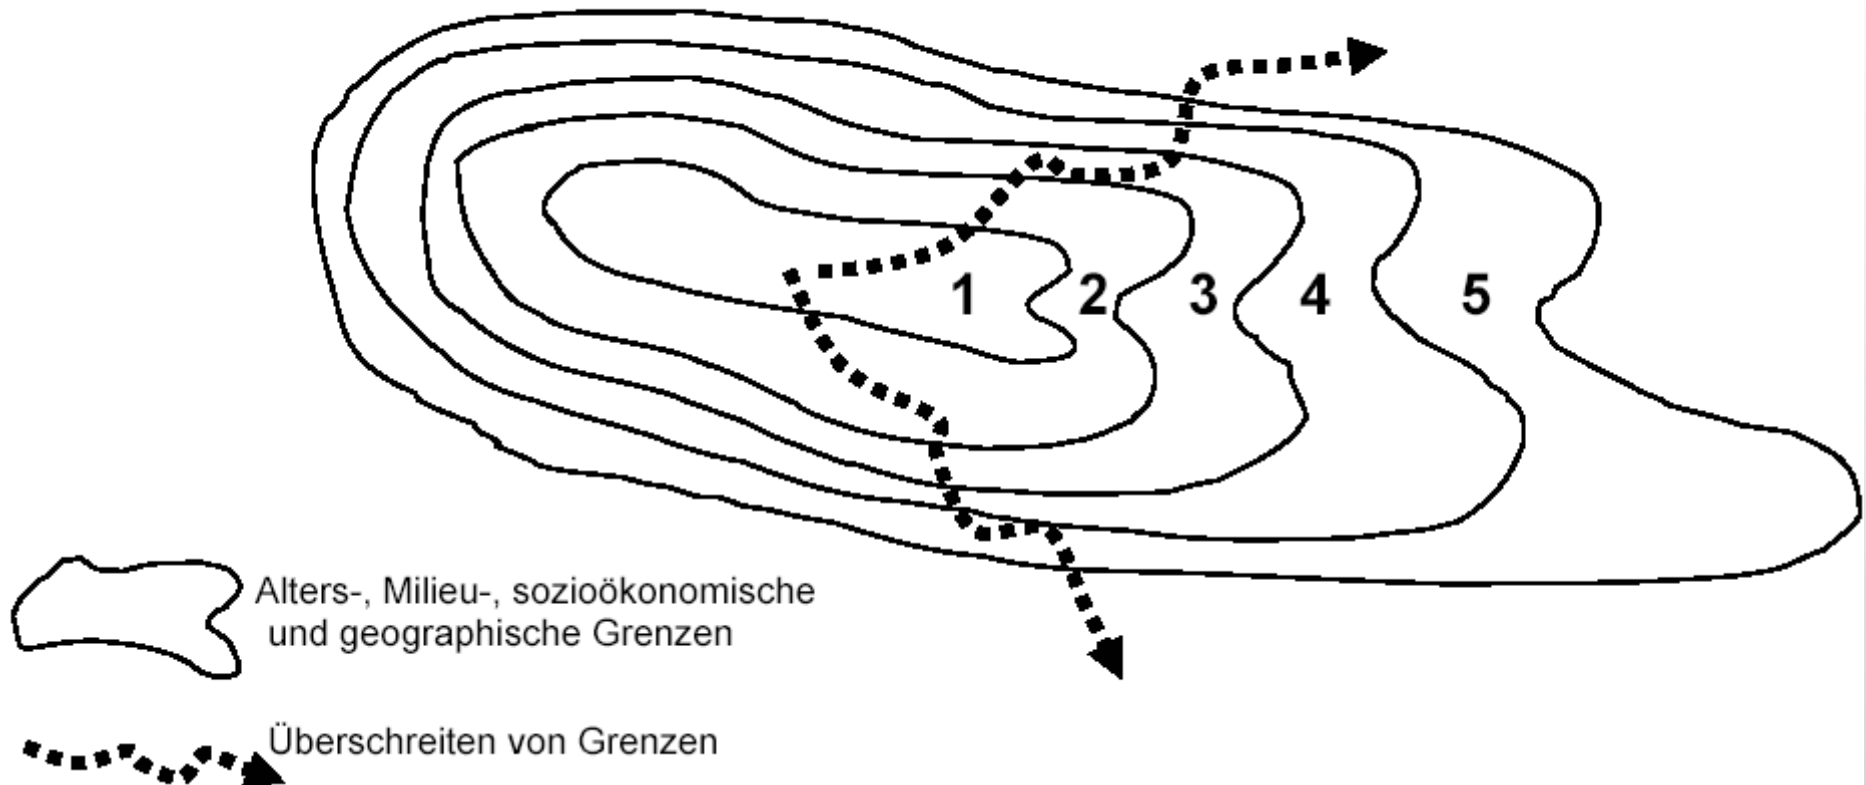 1 2 3 4 5
Alters-, Milieu-, sozioökonomische
und geographische Grenzen
Überschreiten von Grenzen